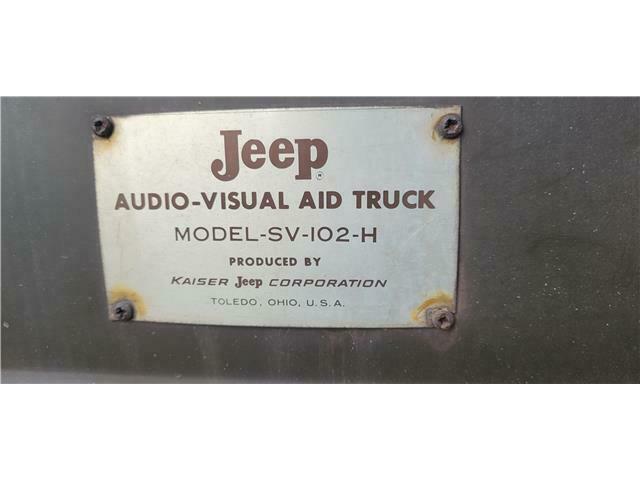 Jeep®
AUDIO-VISUAL AID TRUCK
MODEL-SV-102-H
PRODUCED BY
KAISER Jeep CORPORATION
TOLEDO, OHIO, U.S.A.